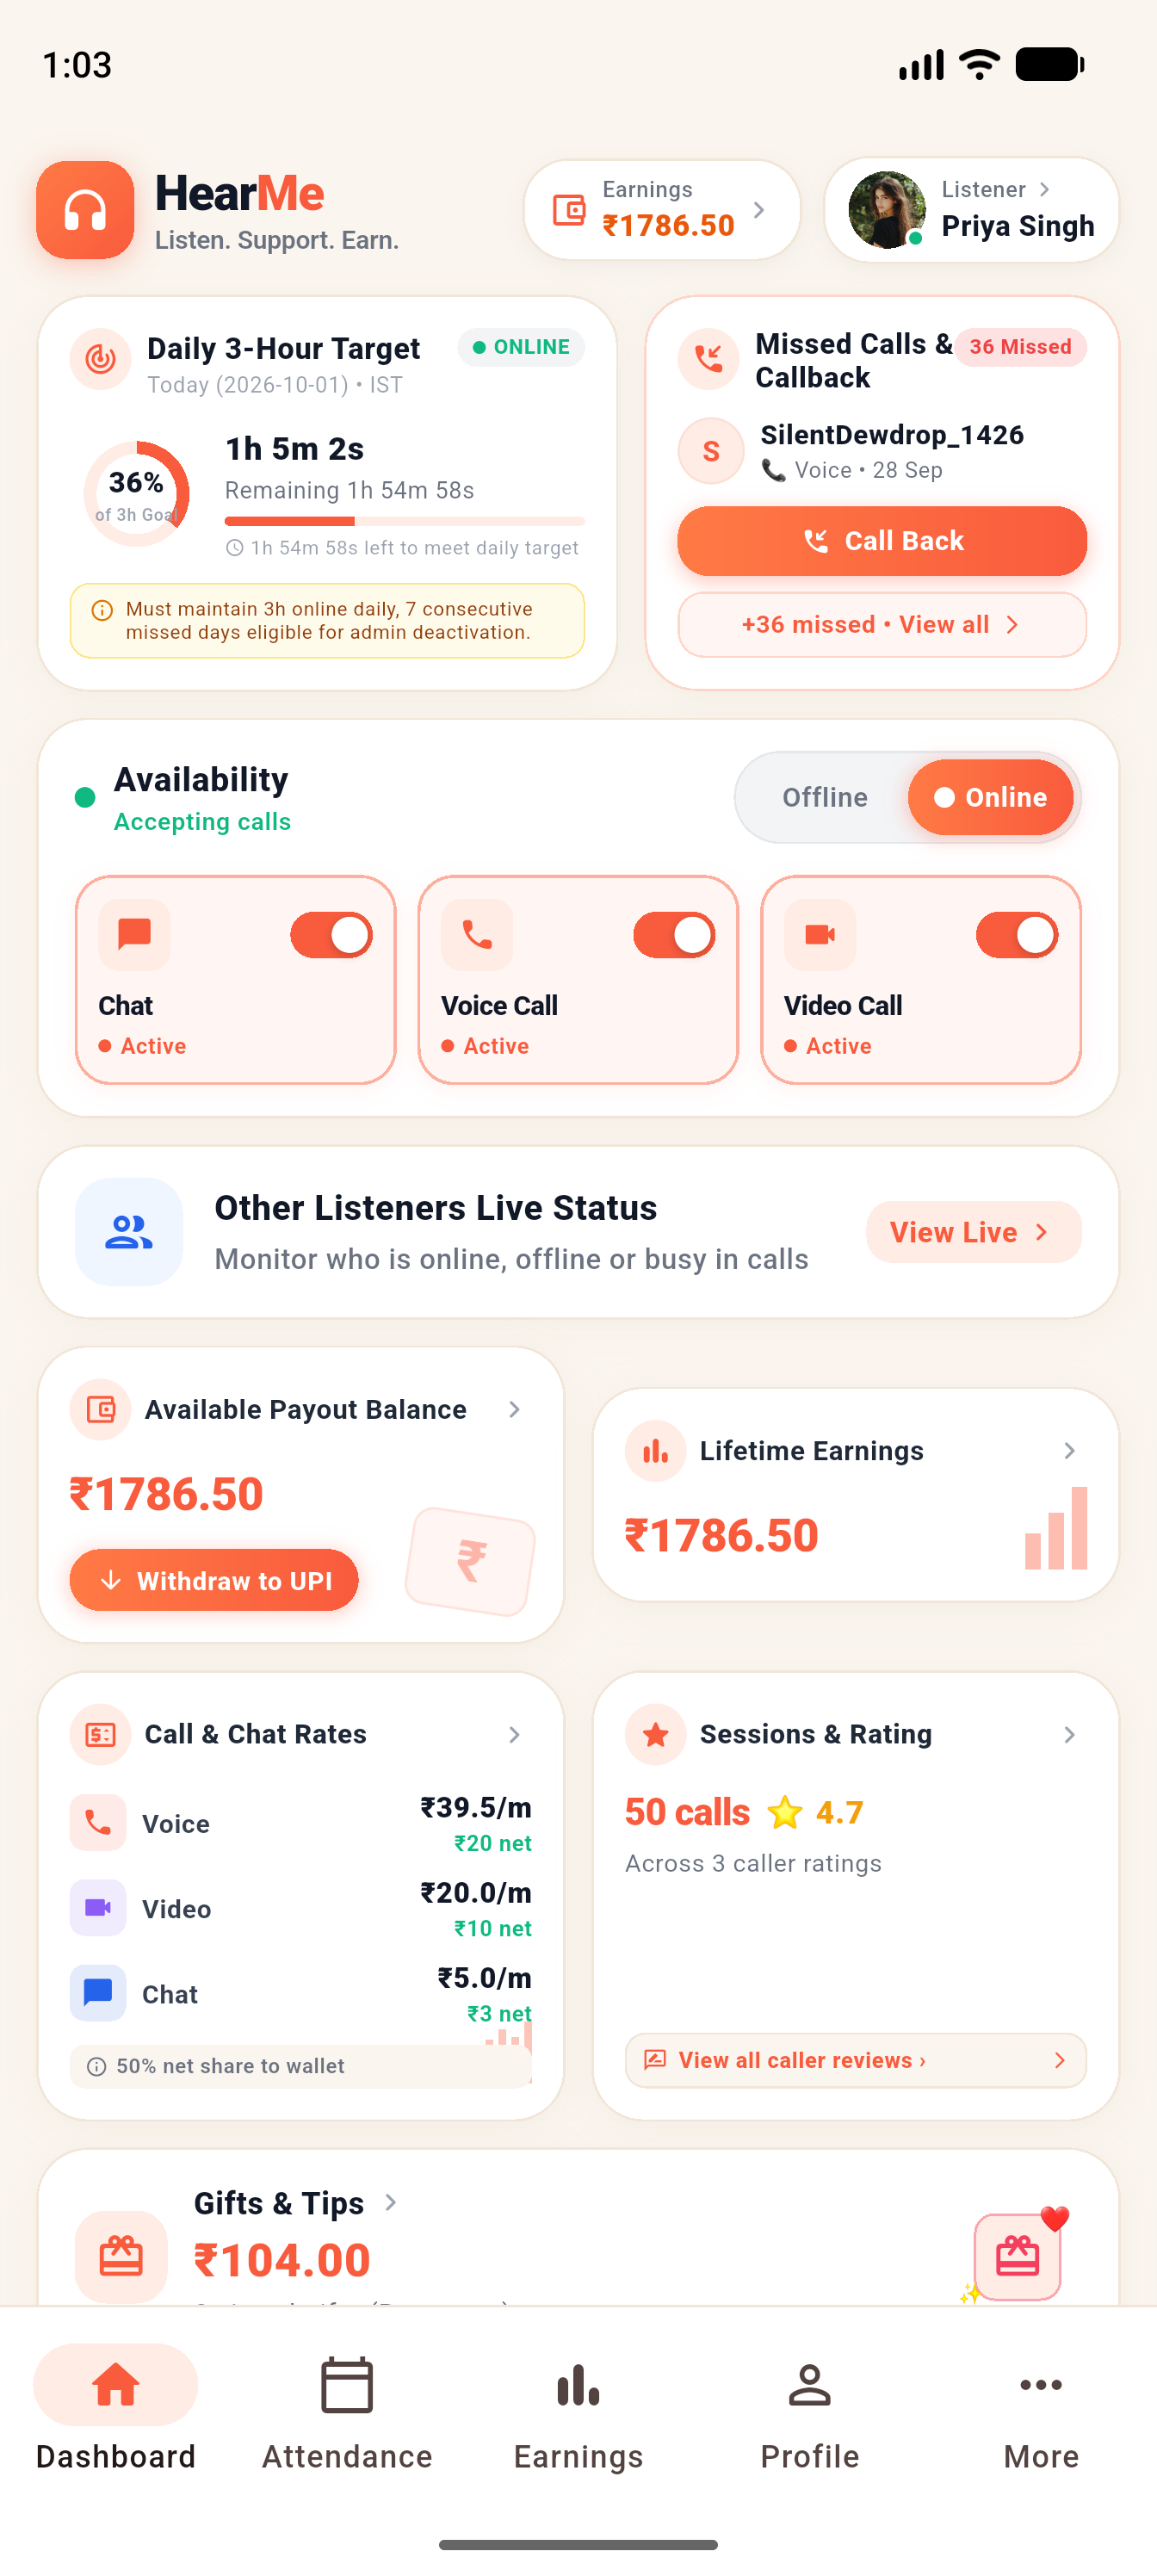 1:03
HearMe
Listen. Support. Earn.
Earnings
₹1786.50
Listener
Priya Singh
Daily 3-Hour Target
ONLINE
Today (2026-10-01) • IST
36%
of 3h Goal
1h 5m 2s
Remaining 1h 54m 58s
1h 54m 58s left to meet daily target
Must maintain 3h online daily, 7 consecutive
missed days eligible for admin deactivation.
Missed Calls &
Callback
36 Missed
S
SilentDewdrop_1426
Voice • 28 Sep
Call Back
+36 missed • View all
Availability
Accepting calls
Offline
Online
Chat
Active
Voice Call
Active
Video Call
Active
Other Listeners Live Status
Monitor who is online, offline or busy in calls
View Live
Available Payout Balance
₹1786.50
Withdraw to UPI
₹
Lifetime Earnings
₹1786.50
Call & Chat Rates
Voice
₹39.5/m
₹20 net
Video
₹20.0/m
₹10 net
Chat
₹5.0/m
₹3 net
50% net share to wallet
Sessions & Rating
50 calls ⭐ 4.7
Across 3 caller ratings
View all caller reviews ›
Gifts & Tips
₹104.00
Dashboard
Attendance
Earnings
Profile
More